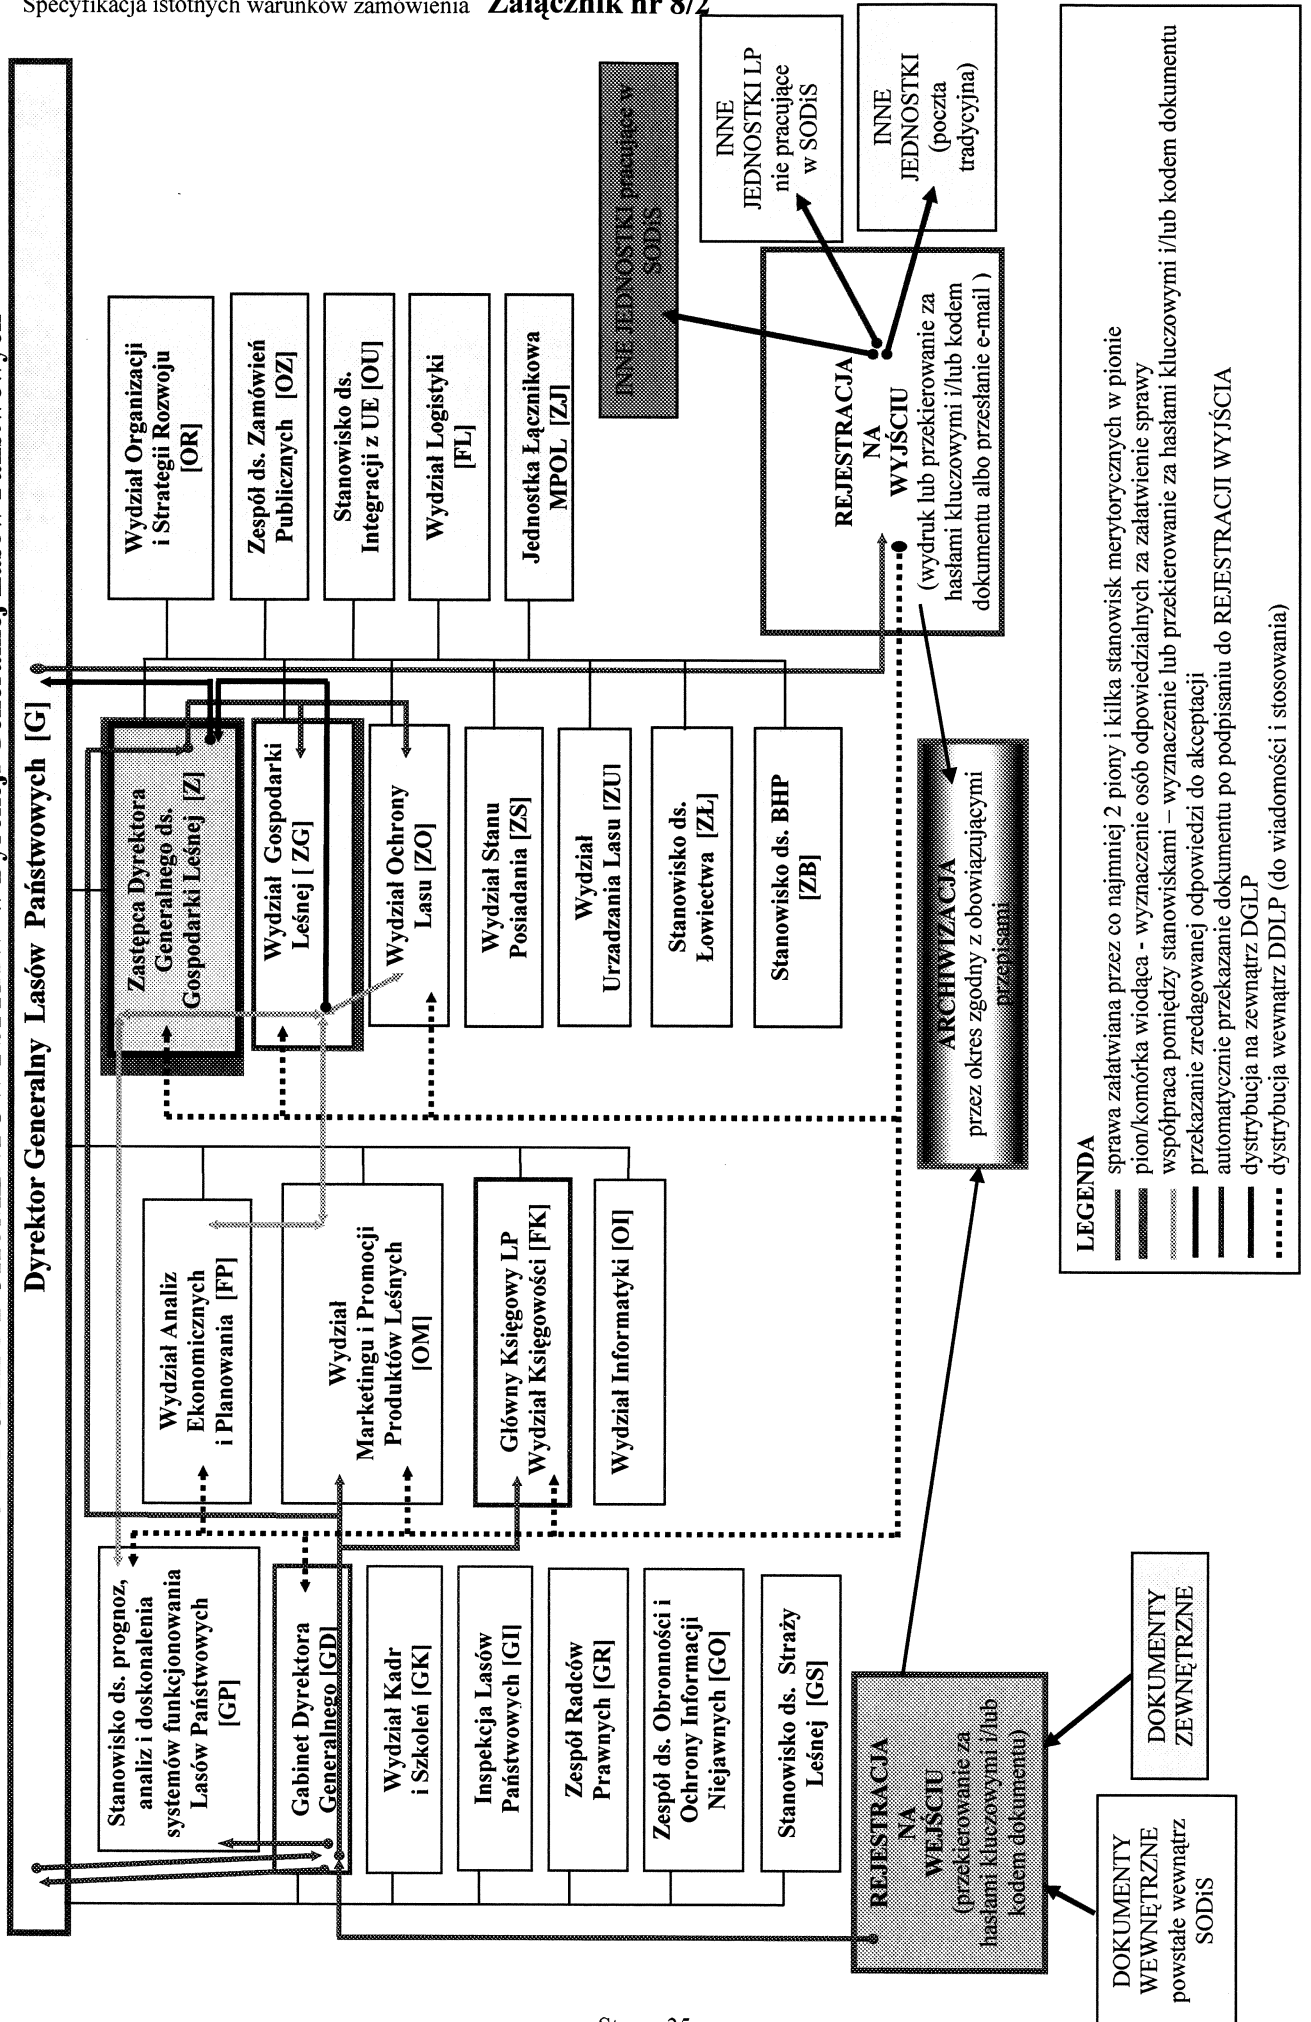 Specyfikacja istotnych warunków zamówienia Załącznik nr 8/2
Dyrektor Generalny Lasów Państwowych [G]
Stanowisko ds. prognoz,
analiz i doskonalenia
systemów funkcjonowania
Lasów Państwowych
[GP]
Gabinet Dyrektora
Generalnego [GD]
Wydział Kadr
i Szkoleń [GK]
Inspekcja Lasów
Państwowych [GI]
Zespół Radców
Prawnych [GR]
Zespół ds. Obronności i
Ochrony Informacji
Niejawnych [GO]
Stanowisko ds. Straży
Leśnej [GS]
Wydział Analiz
Ekonomicznych
i Planowania [FP]
Wydział
Marketingu i Promocji
Produktów Leśnych
[OM]
Główny Księgowy LP
Wydział Księgowości [FK]
Wydział Informatyki [OI]
Zastępca Dyrektora
Generalnego ds.
Gospodarki Leśnej [Z]
Wydział Gospodarki
Leśnej [ ZG]
Wydział Ochrony
Lasu [ZO]
Wydział Stanu
Posiadania [ZS]
Wydział
Urzadzania Lasu [ZU]
Stanowisko ds.
Łowiectwa [ZŁ]
Stanowisko ds. BHP
[ZB]
Wydział Organizacji
i Strategii Rozwoju
[OR]
Zespół ds. Zamówień
Publicznych [OZ]
Stanowisko ds.
Integracji z UE [OU]
Wydział Logistyki
[FL]
Jednostka Łącznikowa
MPOL [ZJ]
REJESTRACJA
NA
WEJŚCIU
(przekierowanie za
hasłami kluczowymi i/lub
kodem dokumentu)
DOKUMENTY
WEWNĘTRZNE
powstałe wewnątrz
SODiS
DOKUMENTY
ZEWNĘTRZNE
ARCHIWIZACJA
przez okres zgodny z obowiązującymi
przepisami
REJESTRACJA
NA
WYJŚCIU
(wydruk lub przekierowanie za
hasłami kluczowymi i/lub kodem
dokumentu albo przesłanie e-mail )
INNE JEDNOSTKI pracujące w
SODiS
INNE
JEDNOSTKI LP
nie pracujące
w SODiS
INNE
JEDNOSTKI
(poczta
tradycyjna)
LEGENDA
sprawa załatwiana przez co najmniej 2 piony i kilka stanowisk merytorycznych w pionie
pion/komórka wiodąca - wyznaczenie osób odpowiedzialnych za załatwienie sprawy
współpraca pomiędzy stanowiskami – wyznaczenie lub przekierowanie za hasłami kluczowymi i/lub kodem dokumentu
przekazanie zredagowanej odpowiedzi do akceptacji
automatycznie przekazanie dokumentu po podpisaniu do REJESTRACJI WYJŚCIA
dystrybucja na zewnątrz DGLP
dystrybucja wewnątrz DDLP (do wiadomości i stosowania)